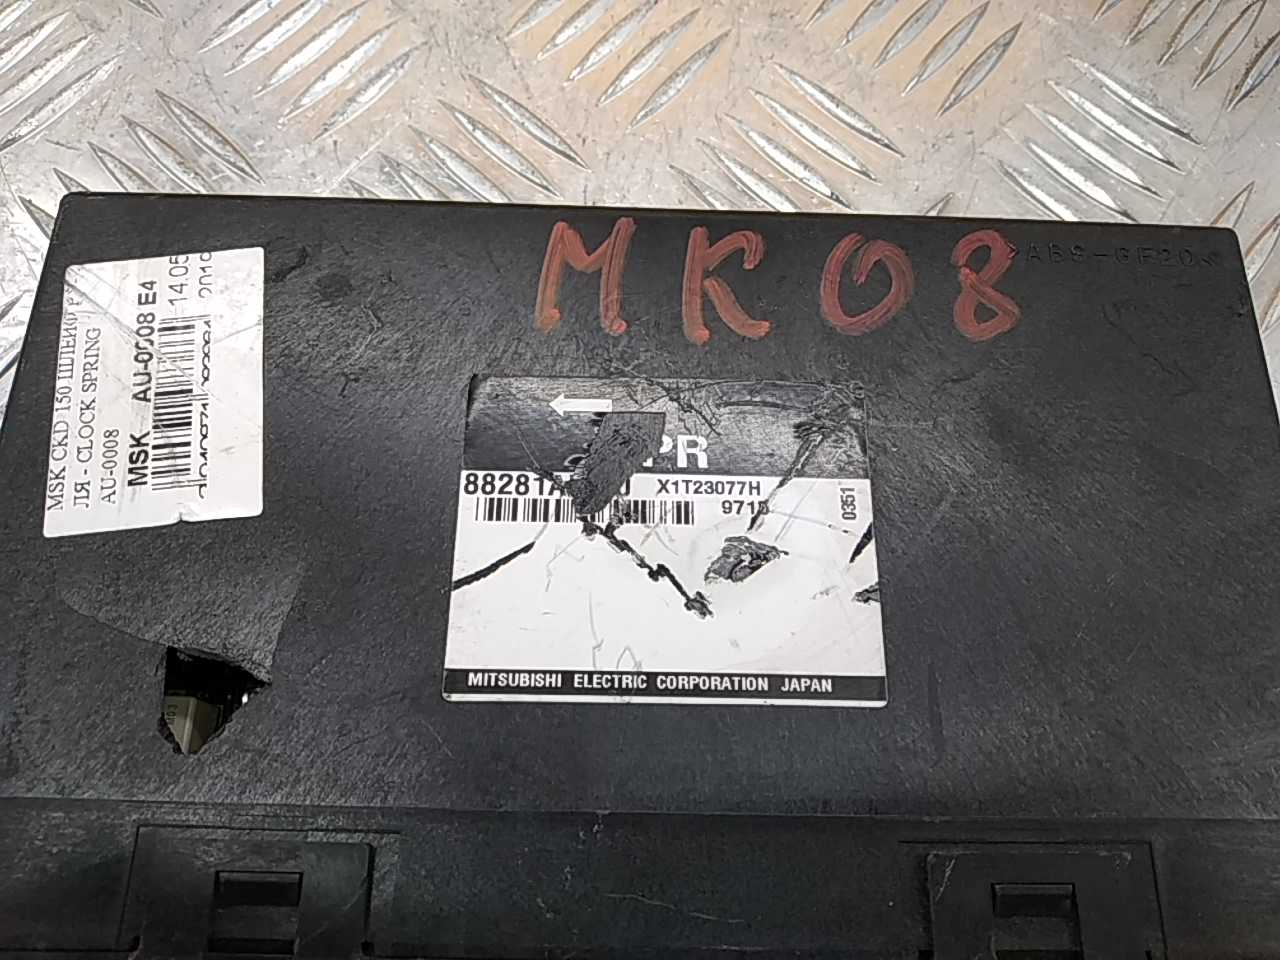 MK08
>ABS-GF20<
MSK CKD 150
ЛЯ - CLOCK SPRING
AU-0008
MSK AU-0008 E4
14.05
PR
X1T23077H
0351
MITSUBISHI ELECTRIC CORPORATION JAPAN